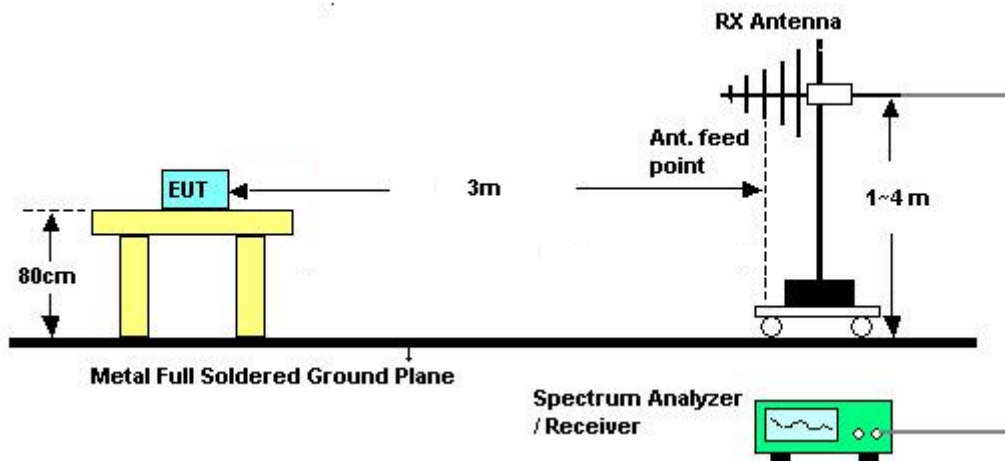 RX Antenna
Ant. feed
point
EUT
3m
1~4 m
80cm
Metal Full Soldered Ground Plane
Spectrum Analyzer
/ Receiver